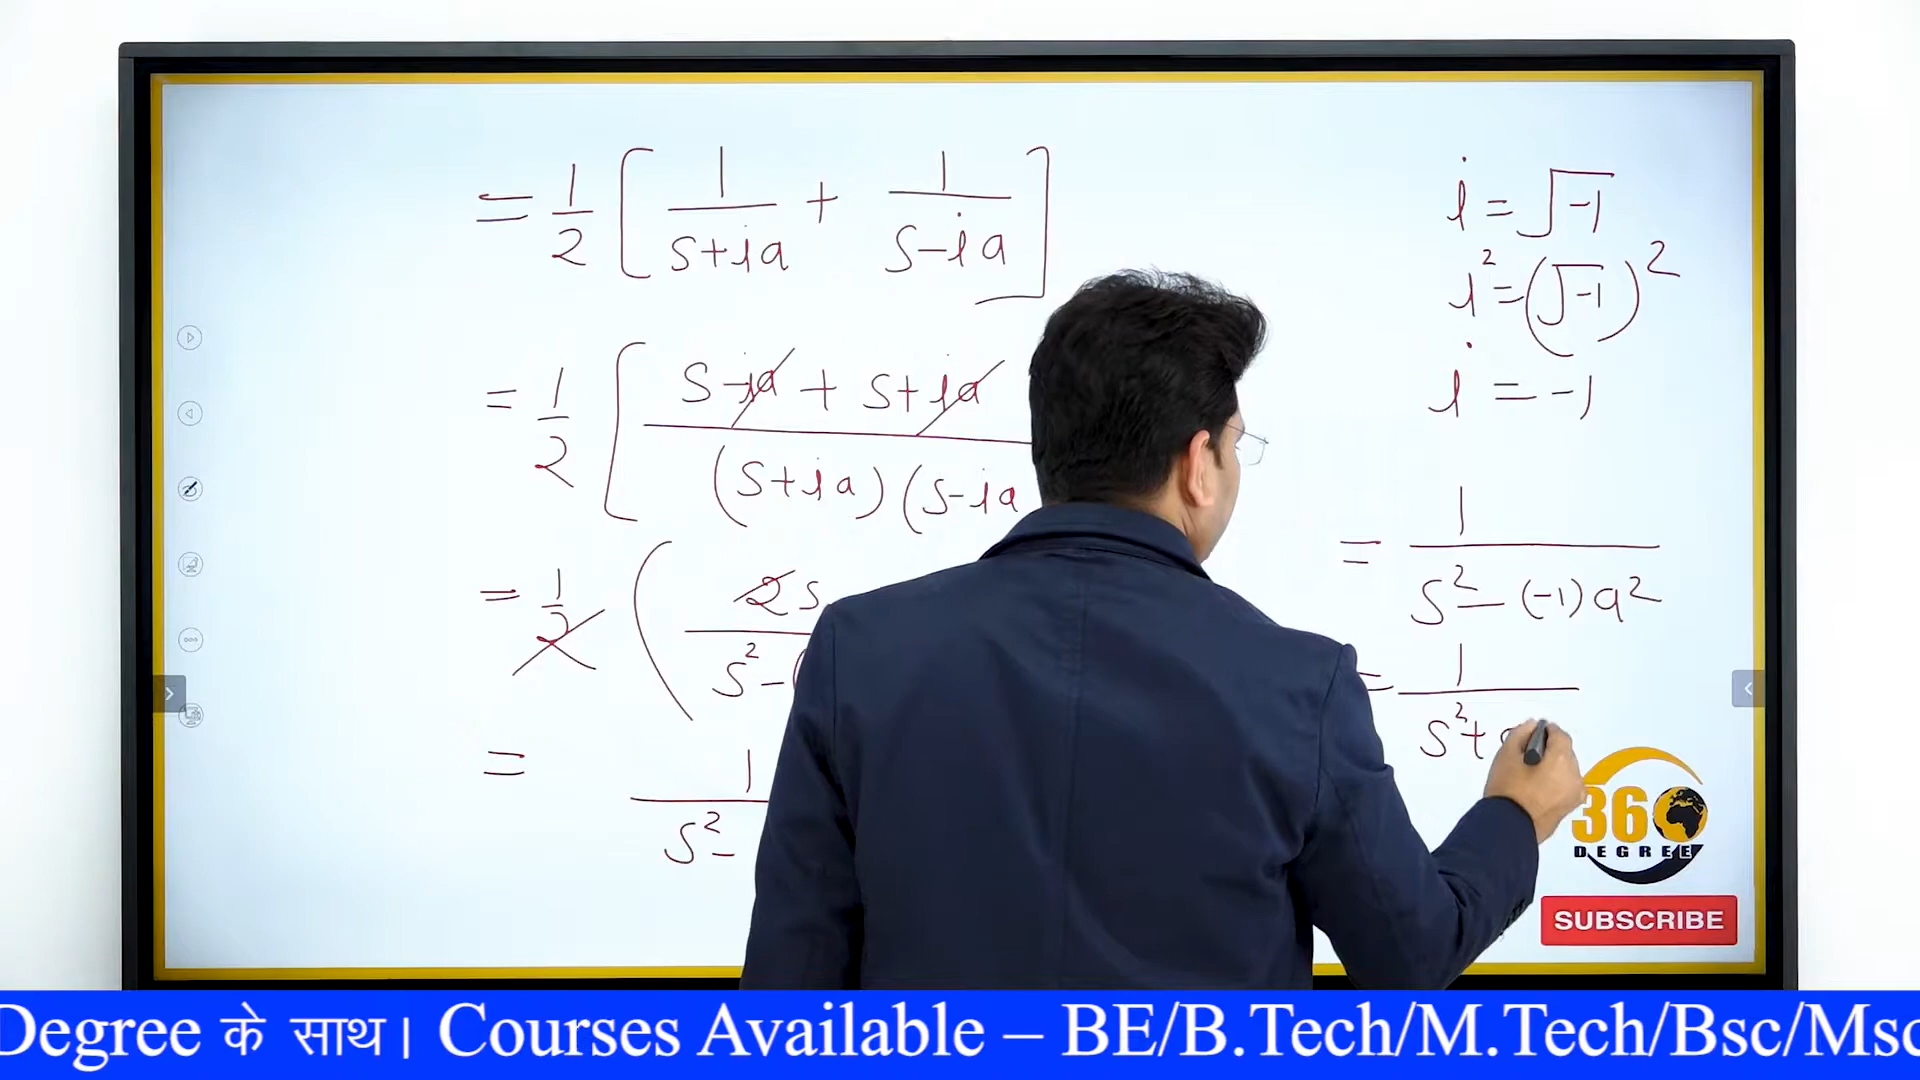 = 1/2 [ 1/(s+ia) + 1/(s-ia) ]
= 1/2 [ (s-ia + s+ia)/((s+ia)(s-ia
= 1/2 ( 2s/(s² - (
= 1/(s² -
i = √-1
i² = (√-1)²
i = -1
= 1/(s² - (-1)a²)
= 1/(s² +
360
DEGREE
SUBSCRIBE
Degree के साथ। Courses Available – BE/B.Tech/M.Tech/Bsc/Msc